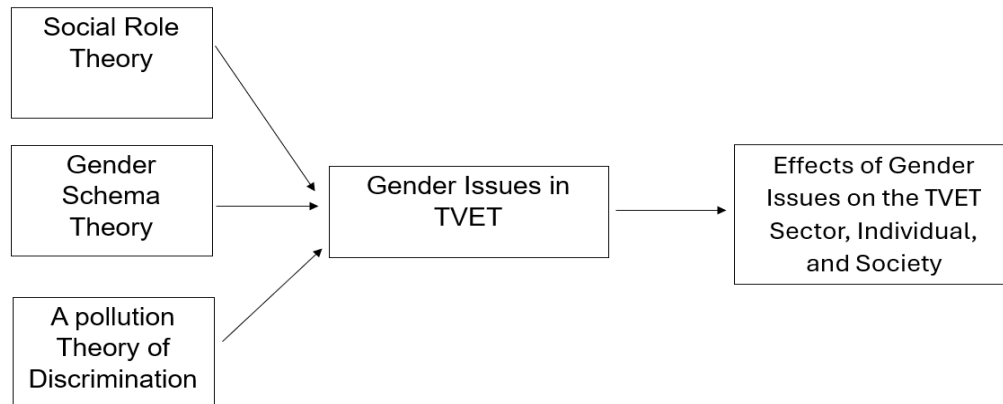 Social Role
Theory
Gender
Schema
Theory
A pollution
Theory of
Discrimination
Gender Issues in
TVET
Effects of Gender
Issues on the TVET
Sector, Individual,
and Society